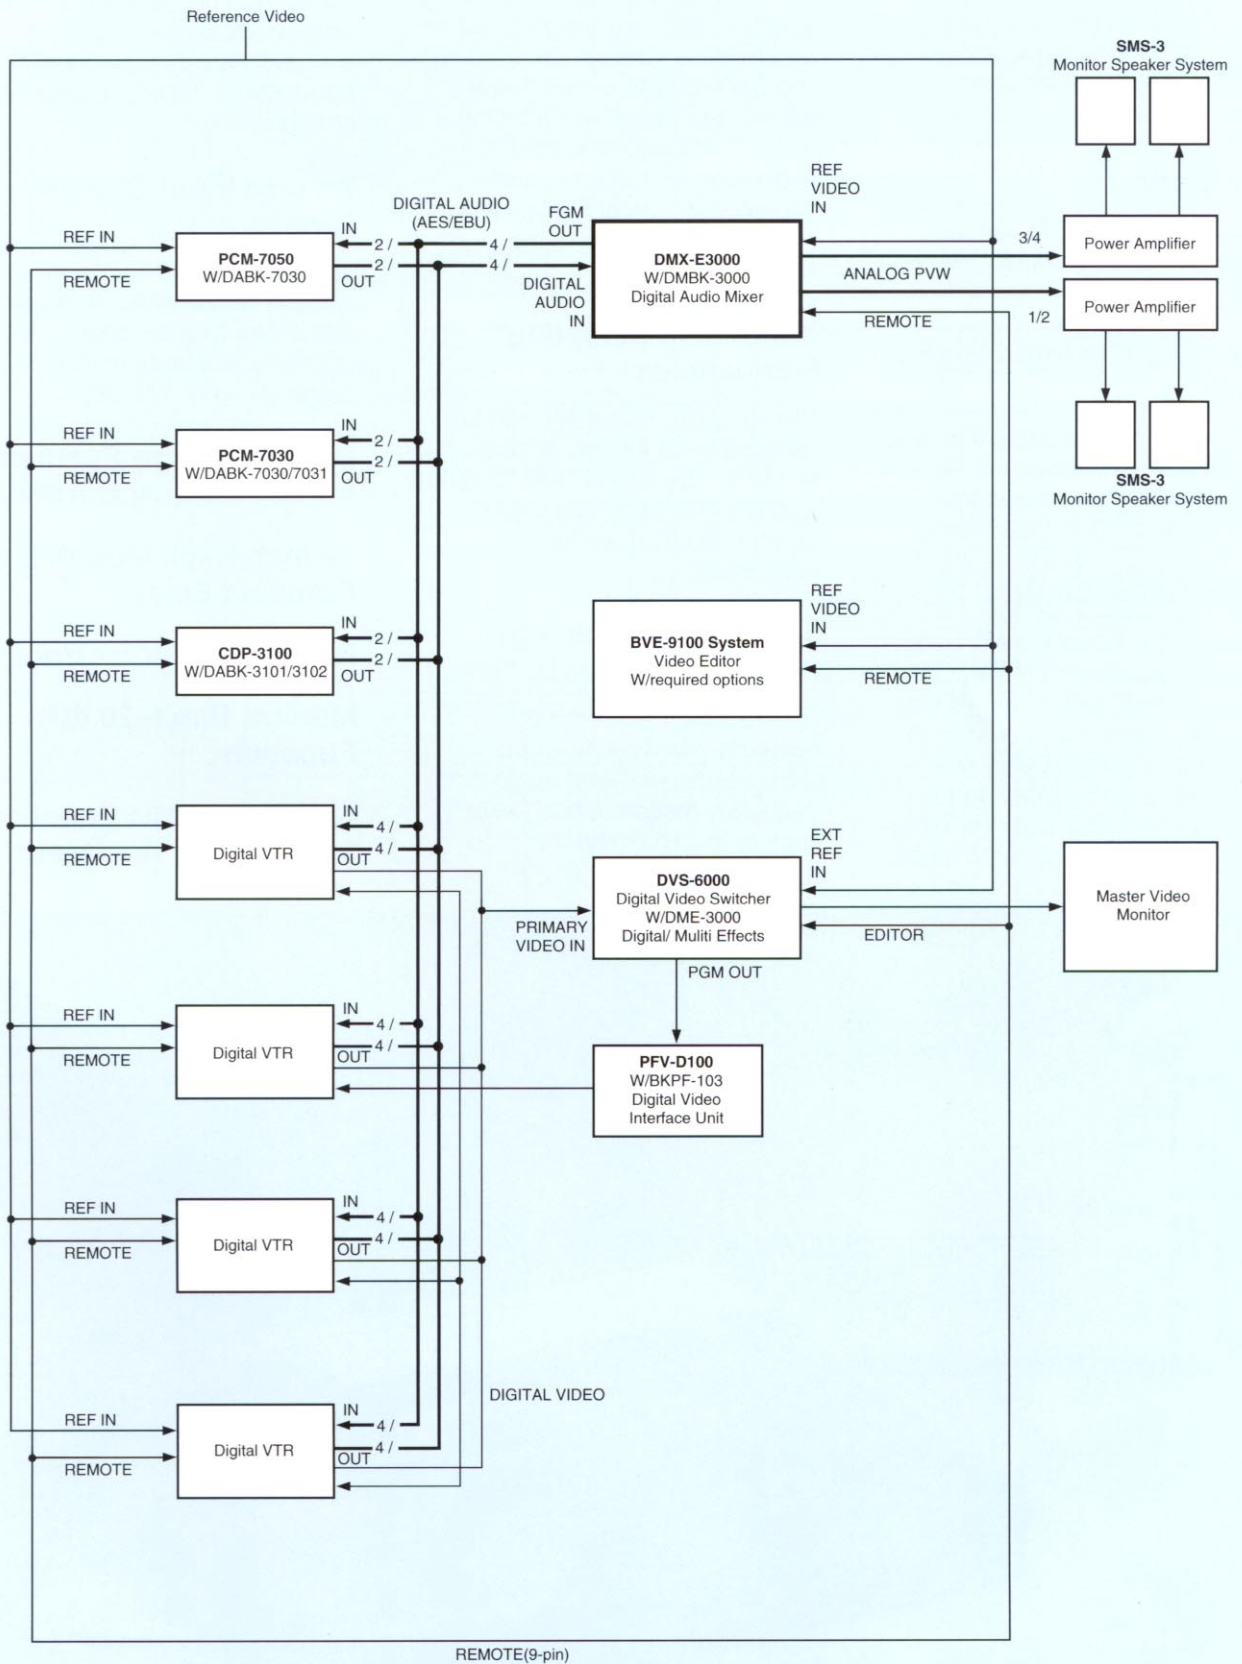 Reference Video
SMS-3
Monitor Speaker System
REF
VIDEO
IN
DIGITAL AUDIO
(AES/EBU)
FGM
OUT
IN
REF IN
2 /
4 /
3/4
Power Amplifier
PCM-7050
W/DABK-7030
DMX-E3000
W/DMBK-3000
Digital Audio Mixer
REMOTE
2 /
OUT
4 /
DIGITAL
AUDIO
IN
ANALOG PVW
Power Amplifier
REMOTE
1/2
SMS-3
Monitor Speaker System
REF IN
IN
2 /
PCM-7030
W/DABK-7030/7031
REMOTE
2 /
OUT
REF IN
IN
2 /
CDP-3100
W/DABK-3101/3102
REMOTE
2 /
OUT
REF
VIDEO
IN
BVE-9100 System
Video Editor
W/required options
REMOTE
REF IN
IN
4 /
Digital VTR
REMOTE
4 /
OUT
EXT
REF
IN
DVS-6000
Digital Video Switcher
W/DME-3000
Digital/ Muliti Effects
PRIMARY
VIDEO IN
EDITOR
Master Video
Monitor
PGM OUT
REF IN
IN
4 /
Digital VTR
REMOTE
4 /
OUT
PFV-D100
W/BKPF-103
Digital Video
Interface Unit
REF IN
IN
4 /
Digital VTR
REMOTE
4 /
OUT
DIGITAL VIDEO
REF IN
IN
4 /
Digital VTR
REMOTE
4 /
OUT
REMOTE(9-pin)